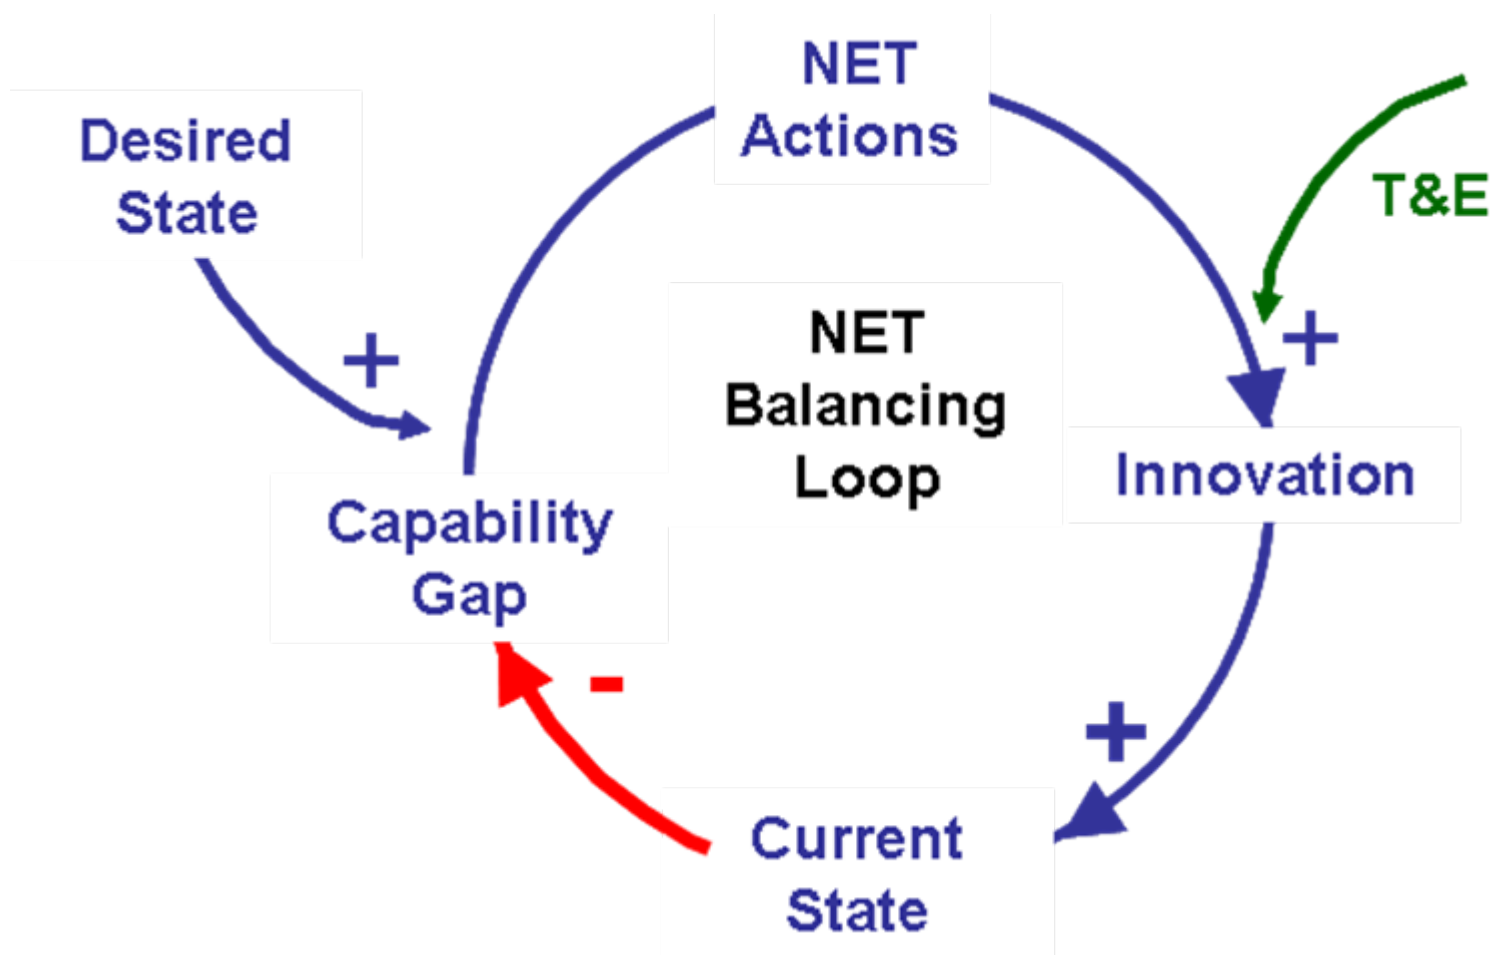 NET
Actions
Desired
State
T&E
+
+
NET
Balancing
Loop
Innovation
Capability
Gap
-
+
Current
State